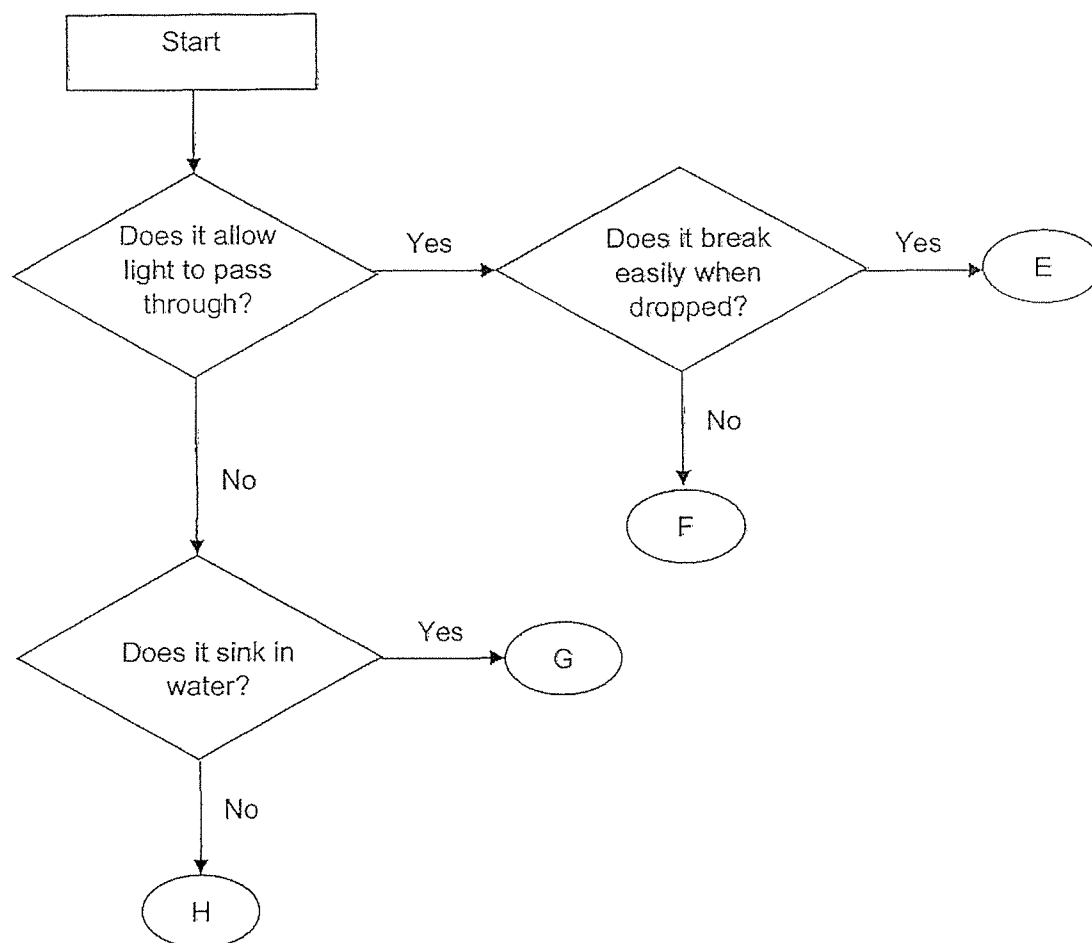 Start
Does it allow
light to pass
through?
Yes
Does it break
easily when
dropped?
Yes
E
No
F
No
Does it sink in
water?
Yes
G
No
H